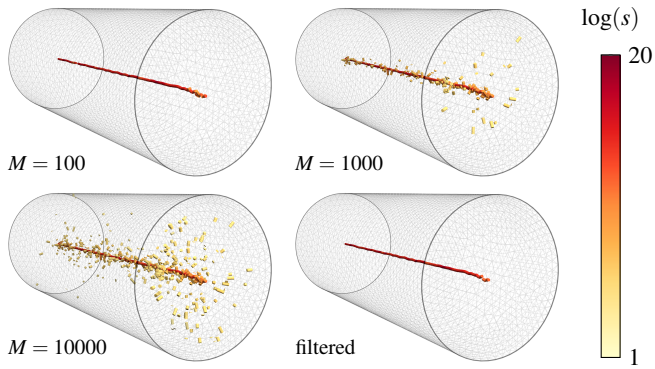 log(s)
20
M = 100
M = 1000
M = 10000
filtered
1